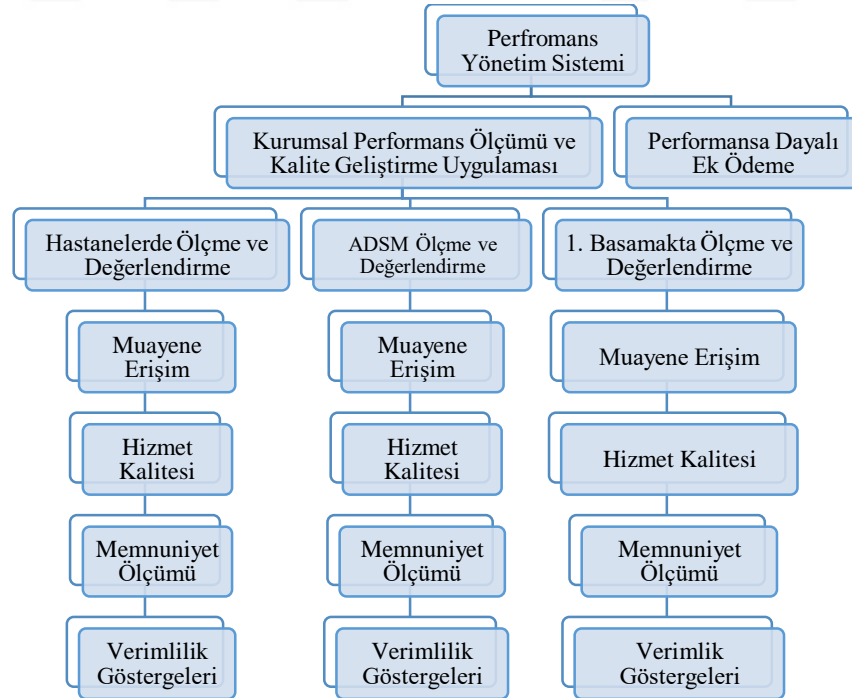 Perfromans
Yönetim Sistemi
Kurumsal Performans Ölçümü ve
Kalite Geliştirme Uygulaması
Performansa Dayalı
Ek Ödeme
Hastanelerde Ölçme ve
Değerlendirme
ADSM Ölçme ve
Değerlendirme
1. Basamakta Ölçme ve
Değerlendirme
Muayene
Erişim
Muayene
Erişim
Muayene Erişim
Hizmet
Kalitesi
Hizmet
Kalitesi
Hizmet Kalitesi
Memnuniyet
Ölçümü
Memnuniyet
Ölçümü
Memnuniyet
Ölçümü
Verimlilik
Göstergeleri
Verimlilik
Göstergeleri
Verimlik
Göstergeleri